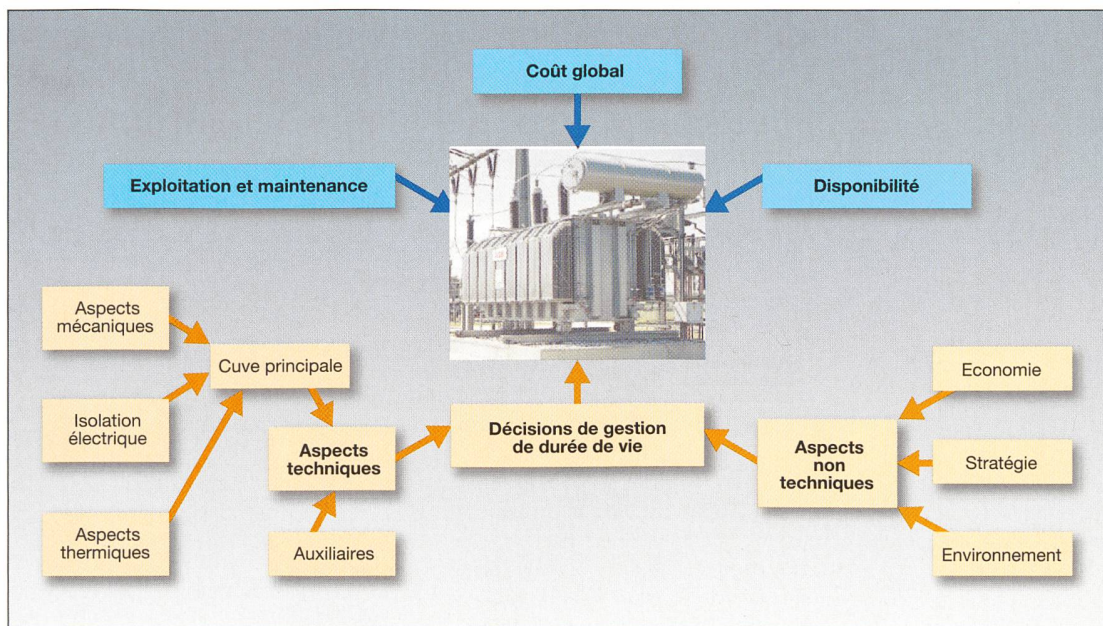 Coût global
Exploitation et maintenance
Disponibilité
Aspects
mécaniques
Cuve principale
Isolation
électrique
Aspects
techniques
Aspects
thermiques
Auxiliaires
Décisions de gestion
de durée de vie
Aspects
non
techniques
Economie
Stratégie
Environnement